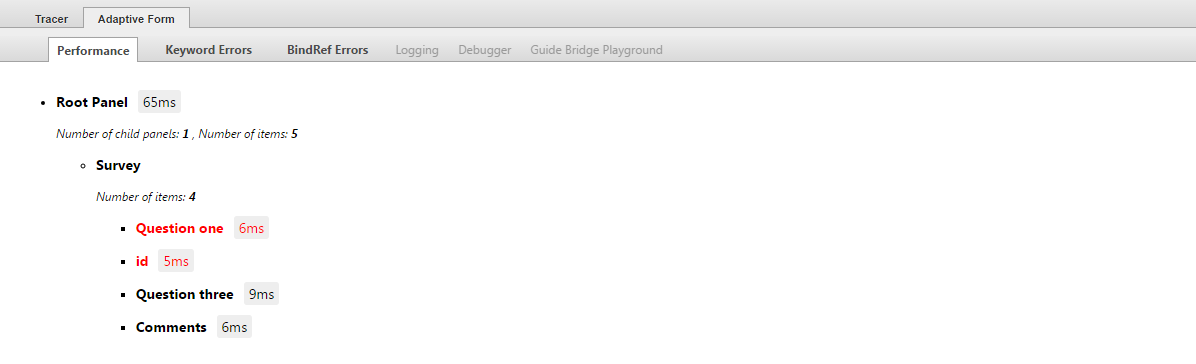 Tracer Adaptive Form
Performance Keyword Errors BindRef Errors Logging Debugger Guide Bridge Playground
Root Panel 65ms
Number of child panels: 1 , Number of items: 5
Survey
Number of items: 4
Question one 6ms
id 5ms
Question three 9ms
Comments 6ms